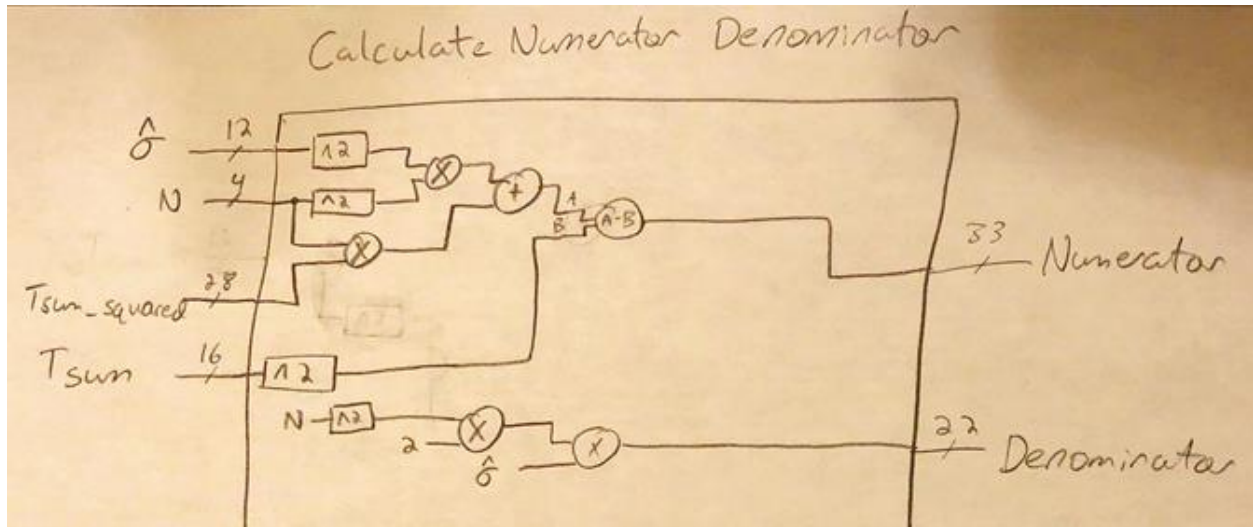 Calculate Numerator Denominator
σ̂ 12 ^2
N 4 ^2
X + A
B A-B
X
33 Numerator
Tsum_squared 28
Tsum 16 ^2
N ^2 X
2 X 22 Denominator
σ̂